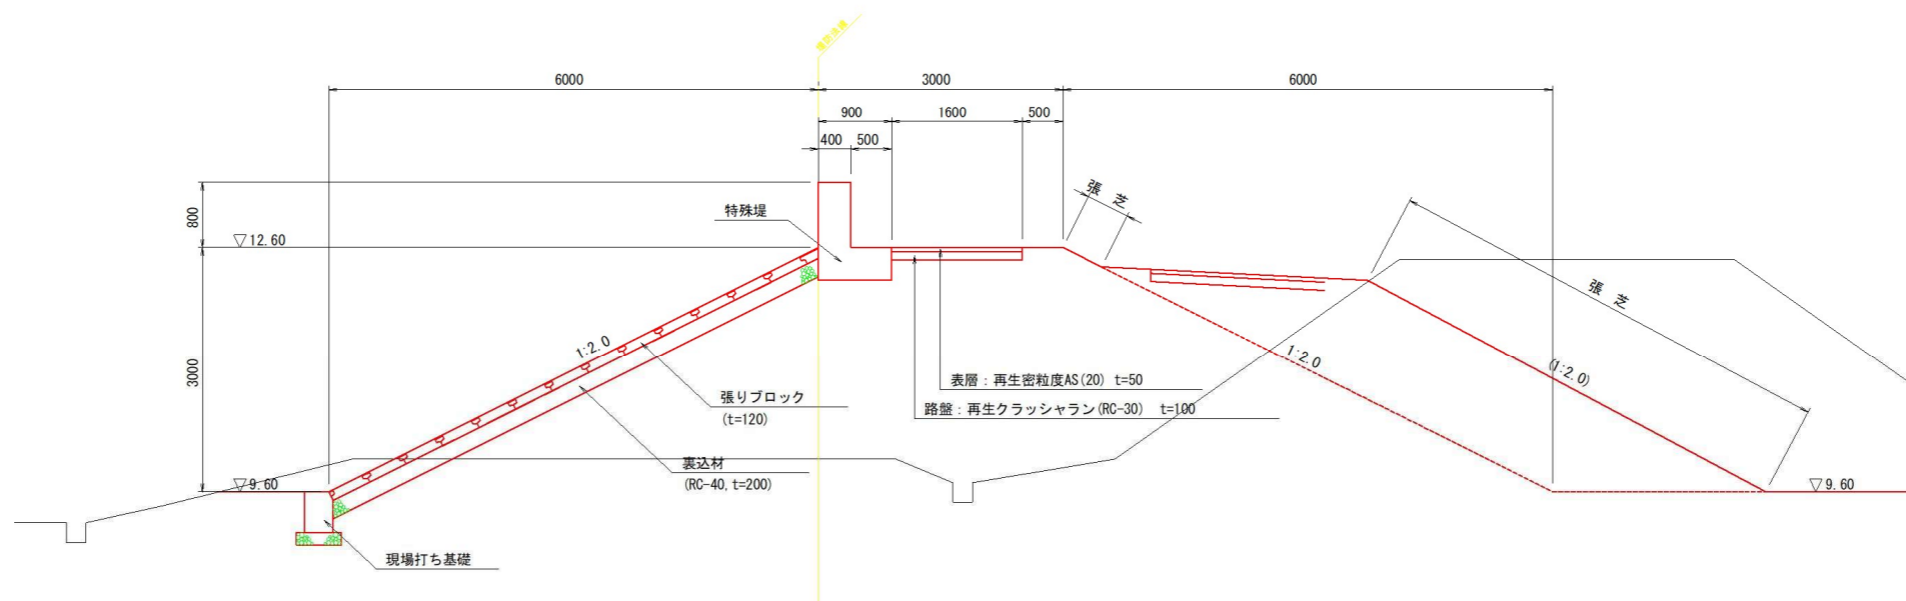 6000
3000
6000
900
1600
500
400
500
張 芝
800
特殊堤
▽12.60
張 芝
3000
1:2.0
1:2.0
(1:2.0)
表層:再生密粒度AS(20) t=50
張りブロック
(t=120)
路盤:再生クラッシャラン(RC-30) t=100
裏込材
(RC-40,t=200)
▽9.60
▽9.60
現場打ち基礎